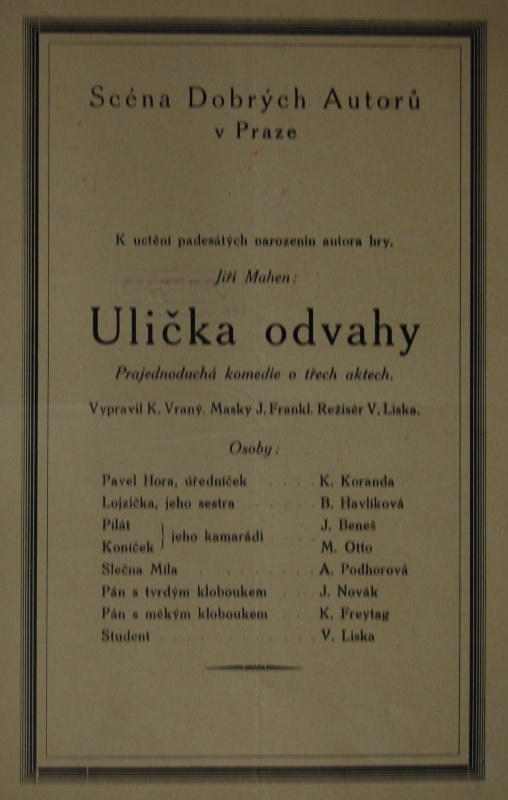 Scéna Dobrých Autorů
v Praze
K uctění padesátých narozenin autora hry.
Jiří Mahen:
Ulička odvahy
Prajednoduchá komedie o třech aktech.
Vypravil K. Vraný. Masky J. Frankl. Režisér V. Liska.
Osoby:
Pavel Hora, úředníček . . . . K. Koranda
Lojzička, jeho sestra . . . . . B. Havlíková
Pilát } jeho kamarádi . . . . J. Beneš
Koníček } M. Otto
Slečna Míla . . . . . . . . A. Podhorová
Pán s tvrdým kloboukem . . . J. Novák
Pán s měkým kloboukem . . . K. Freytag
Student . . . . . . . . . . V. Liska